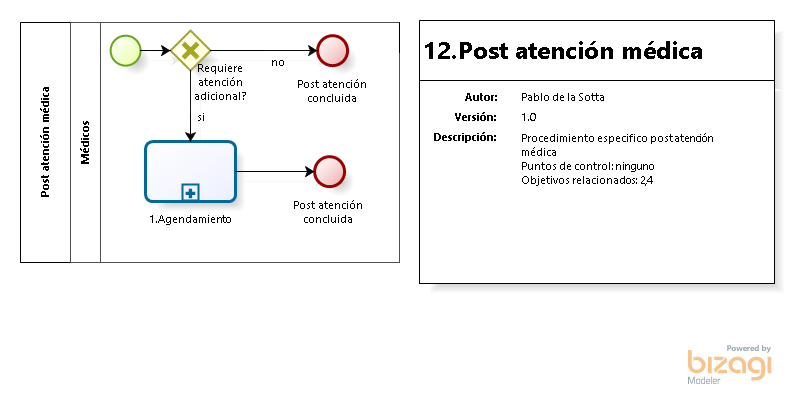 Post atención médica
Médicos
Requiere
atención
adicional?
no
si
Post atención
concluida
1.Agendamiento
Post atención
concluida
12.Post atención médica
Autor: Pablo de la Sotta
Versión: 1.0
Descripción: Procedimiento especifico post atención
médica
Puntos de control: ninguno
Objetivos relacionados: 2,4
Powered by
bizagi
Modeler